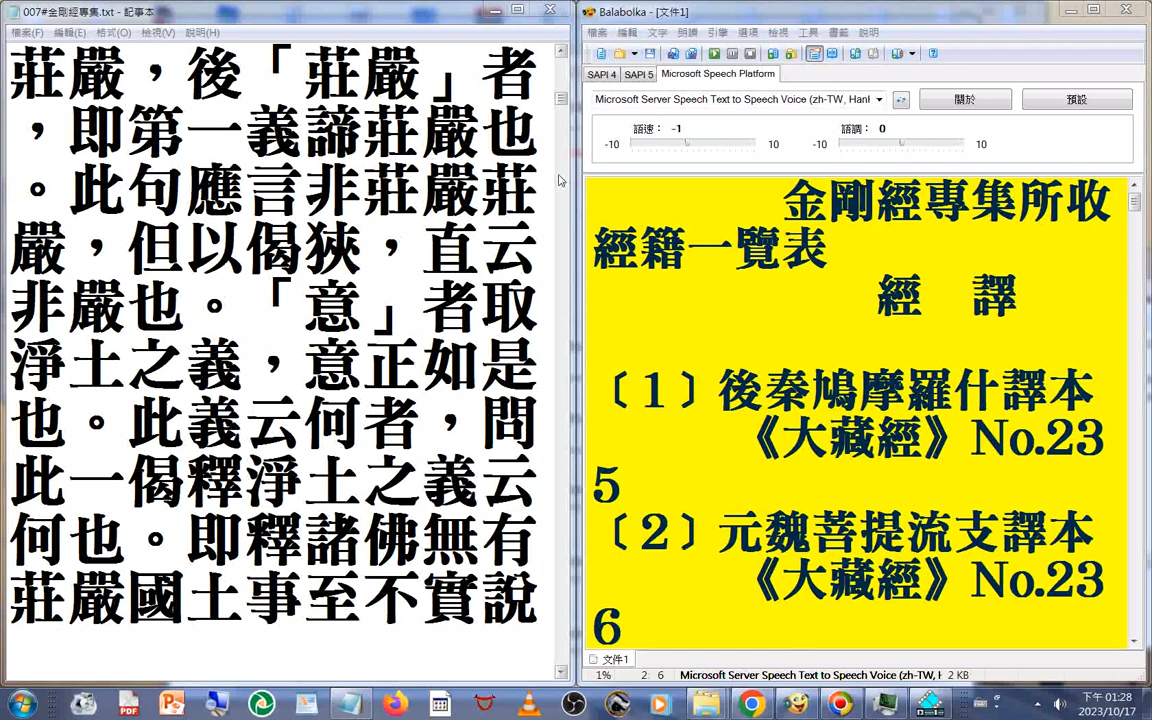 007#金剛經專集.txt - 記事本
檔案(F) 編輯(E) 格式(O) 檢視(V) 說明(H)
莊嚴，後「莊嚴」者
，即第一義諦莊嚴也
。此句應言非莊嚴莊
嚴，但以偈狹，直云
非嚴也。「意」者取
淨土之義，意正如是
也。此義云何者，問
此一偈釋淨土之義云
何也。即釋諸佛無有
莊嚴國土事至不實說
Balabolka - [文件1]
檔案 編輯 文字 朗讀 引擎 選項 檢視 工具 書籤 說明
SAPI 4 SAPI 5 Microsoft Speech Platform
Microsoft Server Speech Text to Speech Voice (zh-TW, HanI 關於 預設
語速： -1 語調： 0
-10 10 -10 10
金剛經專集所收
經籍一覽表
經 譯
〔１〕後秦鳩摩羅什譯本
《大藏經》No.23
5
〔２〕元魏菩提流支譯本
《大藏經》No.23
6
文件1
1% 2: 6 Microsoft Server Speech Text to Speech Voice (zh-TW, H 2 KB
下午 01:28
2023/10/17